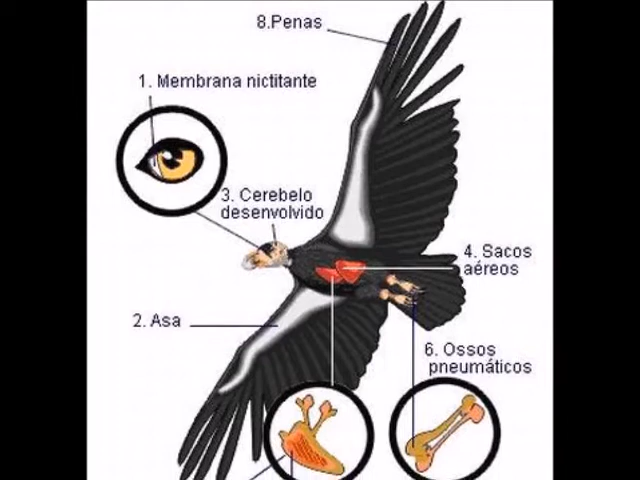 8.Penas
1. Membrana nictitante
3. Cerebelo
desenvolvido
4. Sacos
aéreos
2. Asa
6. Ossos
pneumáticos